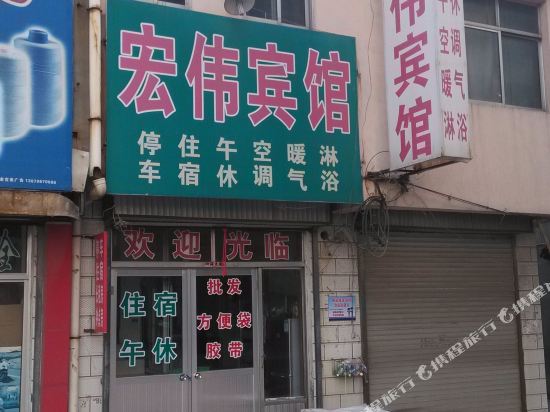 宏伟宾馆
停住午空暖淋
车宿休调气浴
欢迎光临
住宿
午休
批发
方便袋
胶带
伟宾馆
午休
空调
暖气
淋浴
11
携程旅行